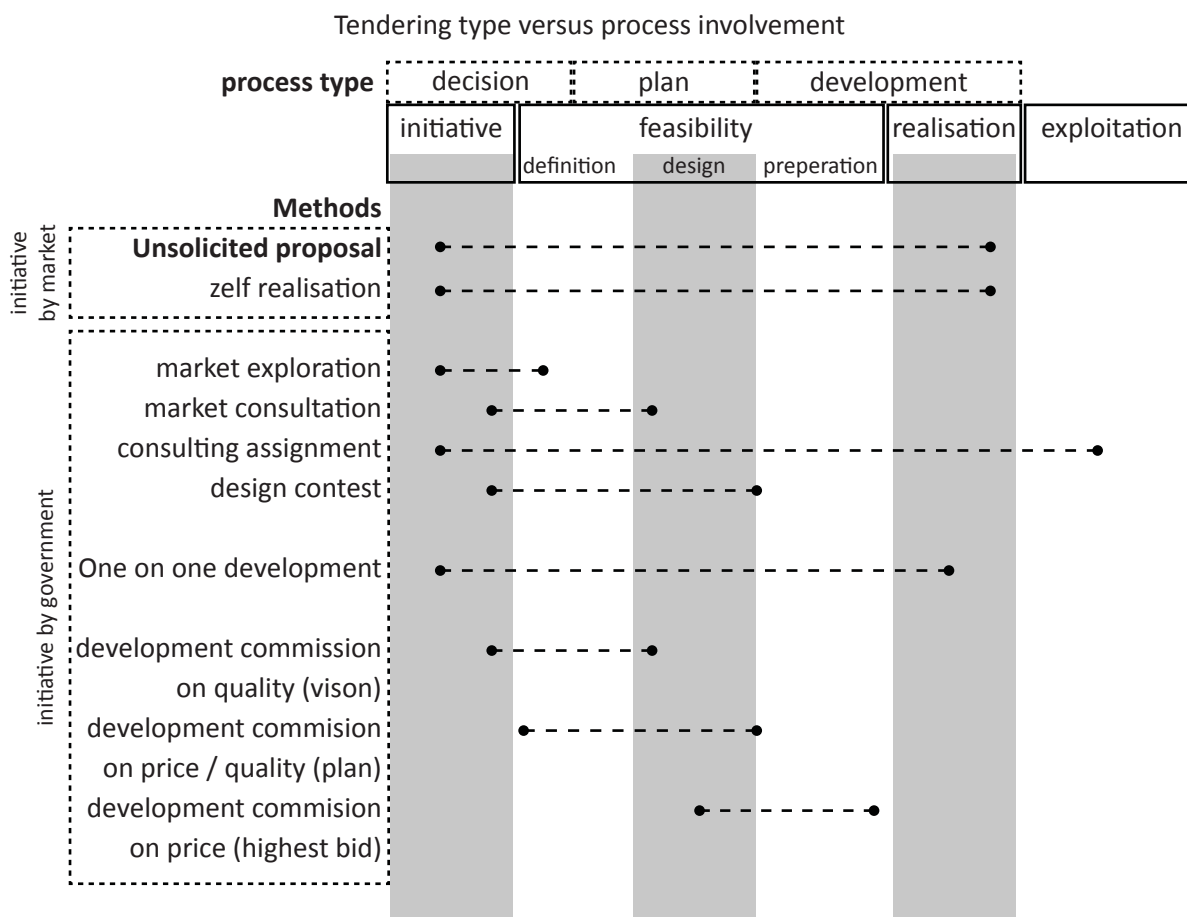 Tendering type versus process involvement
process type decision plan development
initiative feasibility realisation exploitation
definition design preperation
Methods
initiative
by market
Unsolicited proposal
zelf realisation
initiative by government
market exploration
market consultation
consulting assignment
design contest
One on one development
development commission
on quality (vison)
development commision
on price / quality (plan)
development commision
on price (highest bid)